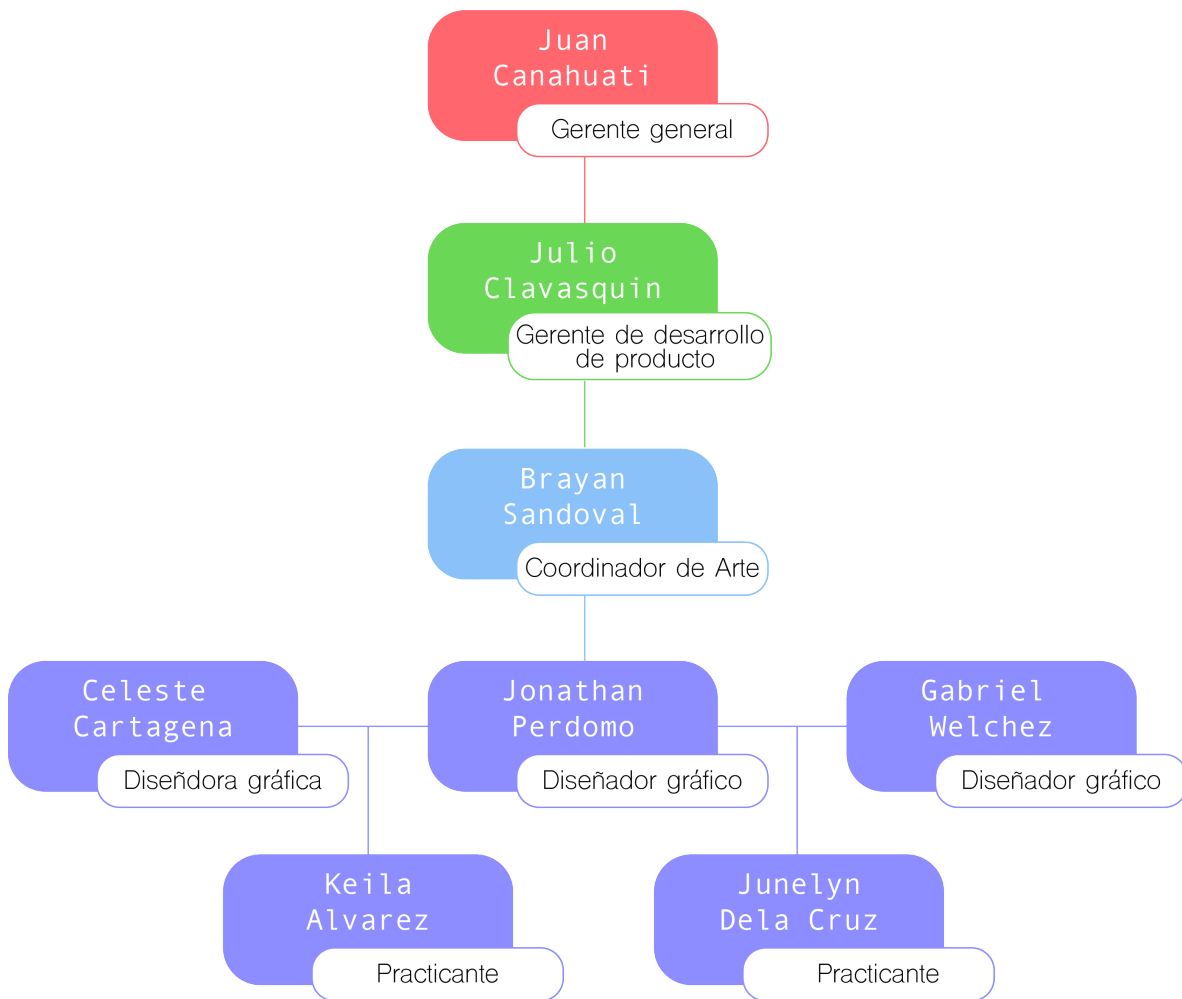 Juan
Canahuati
Gerente general
Julio
Clavasquin
Gerente de desarrollo
de producto
Brayan
Sandoval
Coordinador de Arte
Celeste
Cartagena
Diseñdora gráfica
Jonathan
Perdomo
Diseñador gráfico
Gabriel
Welchez
Diseñador gráfico
Keila
Alvarez
Practicante
Junelyn
Dela Cruz
Practicante